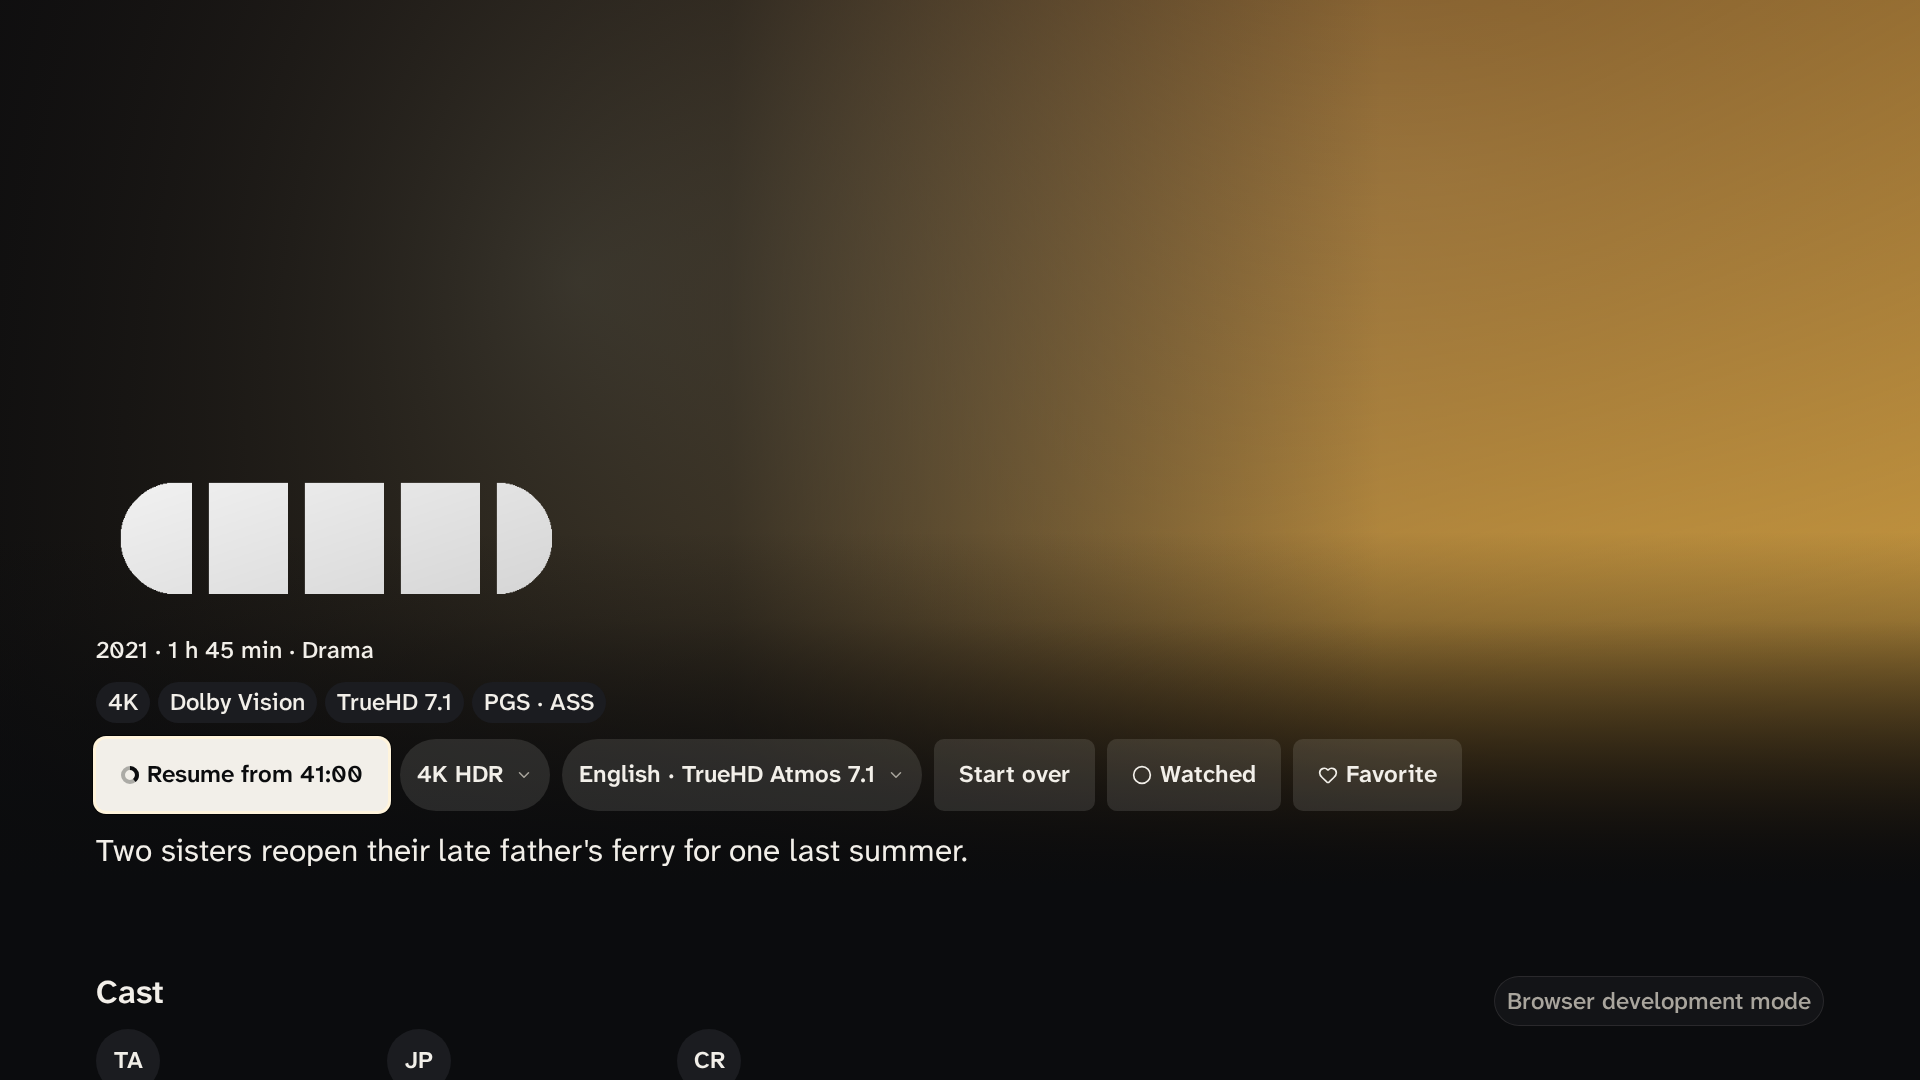 2021 · 1 h 45 min · Drama
4K Dolby Vision TrueHD 7.1 PGS · ASS
Resume from 41:00 4K HDR English · TrueHD Atmos 7.1 Start over Watched Favorite
Two sisters reopen their late father's ferry for one last summer.
Cast
Browser development mode
TA JP CR